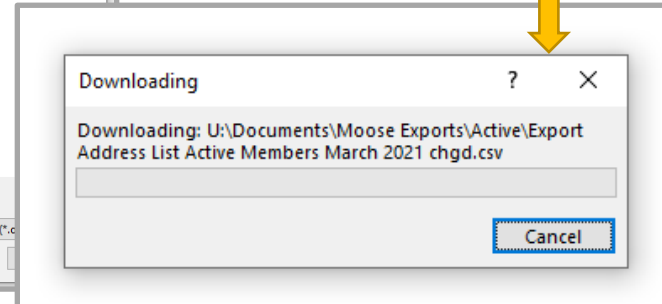 Downloading ?
Downloading: U:\Documents\Moose Exports\Active\Export
Address List Active Members March 2021 chgd.csv
Cancel